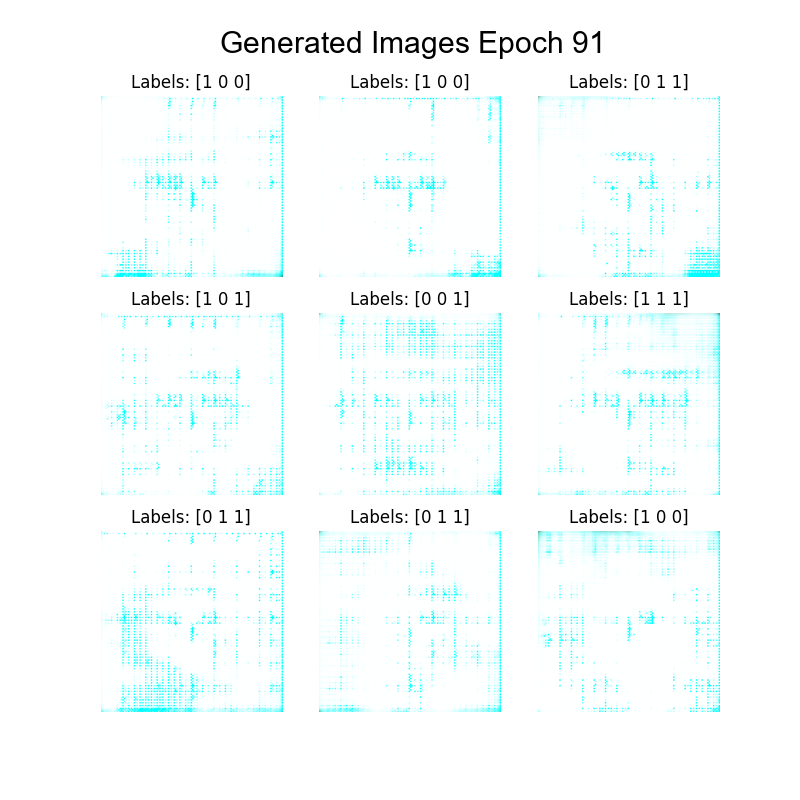 Generated Images Epoch 91
Labels: [1 0 0]
Labels: [1 0 0]
Labels: [0 1 1]
Labels: [1 0 1]
Labels: [0 0 1]
Labels: [1 1 1]
Labels: [0 1 1]
Labels: [0 1 1]
Labels: [1 0 0]